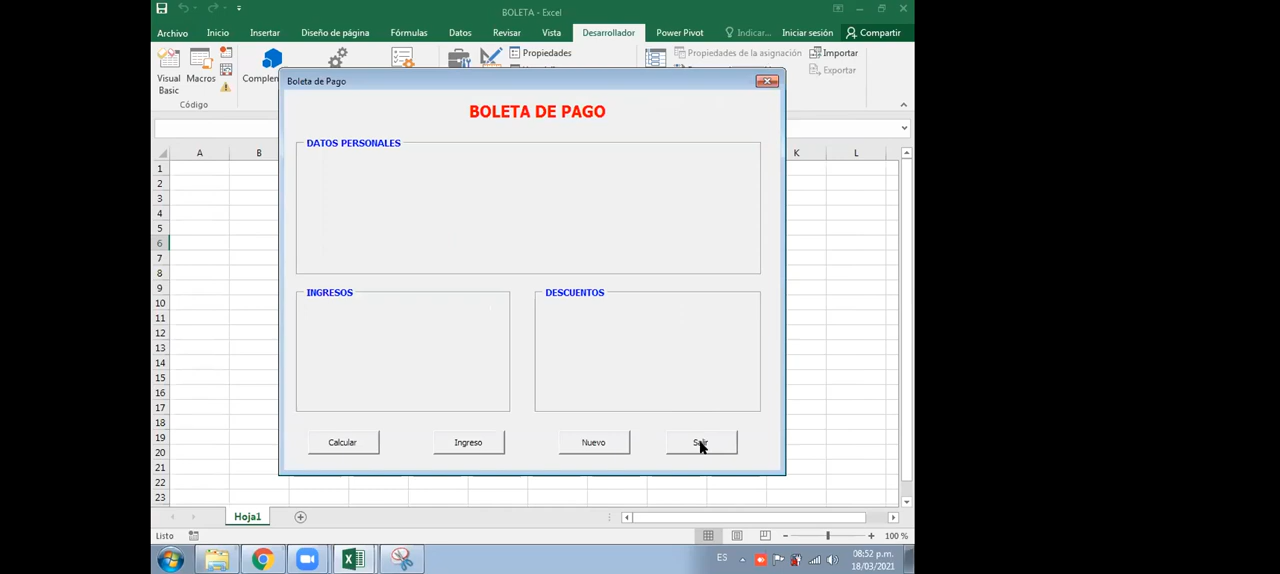 BOLETA - Excel
Archivo Inicio Insertar Diseño de página Fórmulas Datos Revisar Vista Desarrollador Power Pivot Indicar... Iniciar sesión Compartir
Visual Basic
Macros
Código
Complen
Propiedades
Propiedades de la asignación
Importar
Exportar
Boleta de Pago
BOLETA DE PAGO
DATOS PERSONALES
INGRESOS
DESCUENTOS
Calcular Ingreso Nuevo Salir
A B K L
1
2
3
4
5
6
7
8
9
10
11
12
13
14
15
16
17
18
19
20
21
22
23
Hoja1
Listo
100 %
ES
08:52 p.m.
18/03/2021